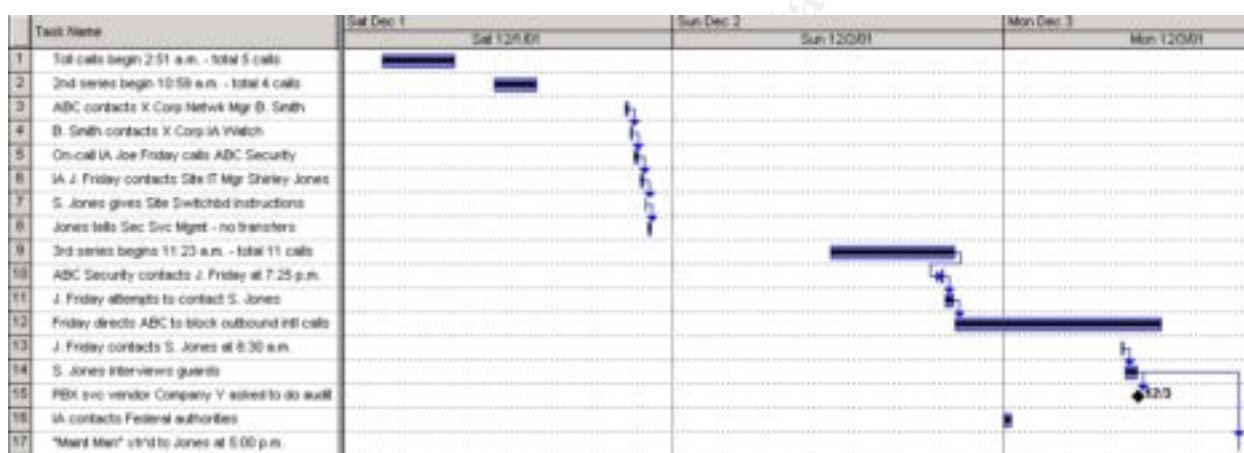 Task Name
Sat Dec 1 Sun Dec 2 Mon Dec 3
Sat 12/1/01 Sun 12/2/01 Mon 12/3/01
1 Toll calls begin 2:51 a.m. - total 5 calls
2 2nd series begin 10:59 a.m. - total 4 calls
3 ABC contacts X Corp Netwk Mgr B. Smith
4 B. Smith contacts X Corp IA Watch
5 On-call IA Joe Friday calls ABC Security
6 IA J. Friday contacts Site IT Mgr Shirley Jones
7 S. Jones gives Site Switchbd instructions
8 Jones tells Sec Svc Mgmt - no transfers
9 3rd series begins 11:23 a.m. - total 11 calls
10 ABC Security contacts J. Friday at 7:25 p.m.
11 J. Friday attempts to contact S. Jones
12 Friday directs ABC to block outbound intl calls
13 J. Friday contacts S. Jones at 8:30 a.m.
14 S. Jones interviews guards
15 PBX svc vendor Company Y asked to do audit
12/3
16 IA contacts Federal authorities
17 "Maint Man" xfr'd to Jones at 5:00 p.m.